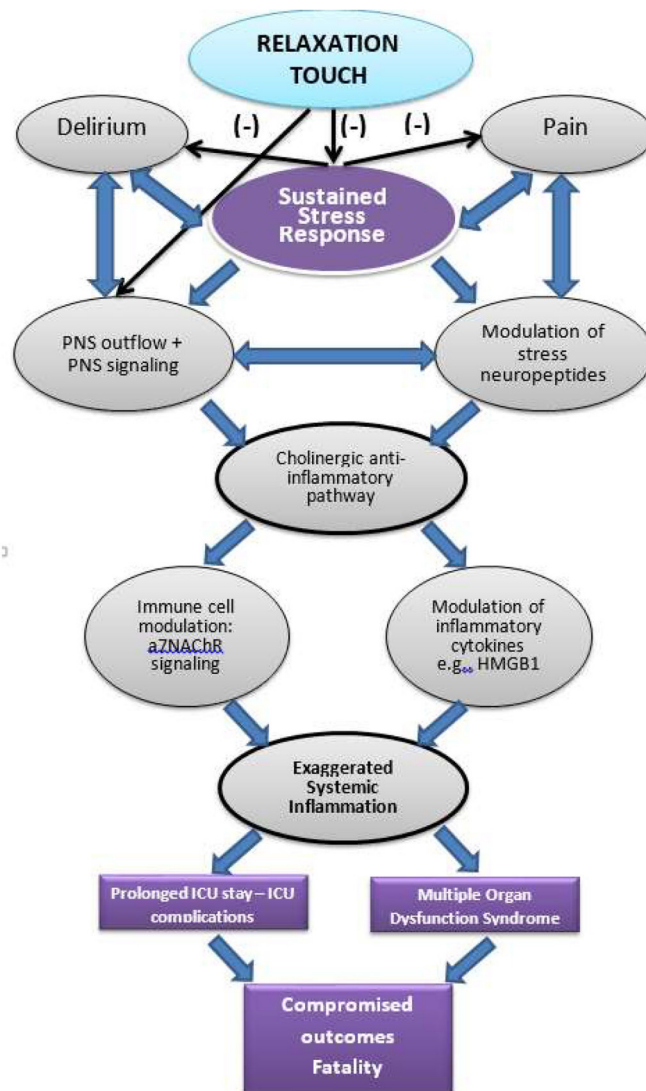 RELAXATION
TOUCH
Delirium
(-)
(-)
(-)
Pain
Sustained
Stress
Response
PNS outflow +
PNS signaling
Modulation of
stress
neuropeptides
Cholinergic anti-
inflammatory
pathway
Immune cell
modulation:
a7NAChR
signaling
Modulation of
inflammatory
cytokines
e.g., HMGB1
Exaggerated
Systemic
Inflammation
Prolonged ICU stay – ICU
complications
Multiple Organ
Dysfunction Syndrome
Compromised
outcomes
Fatality